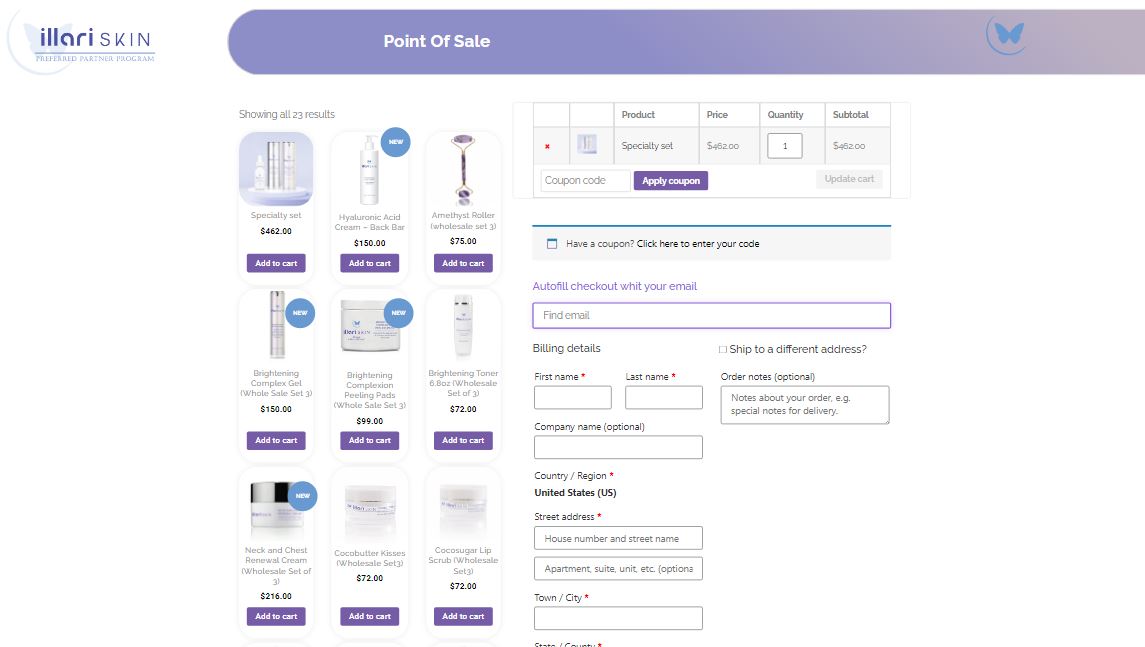 illari SKIN
PREFERRED PARTNER PROGRAM
Point Of Sale
Showing all 23 results
Specialty set
$462.00
Add to cart
NEW
Hyaluronic Acid
Cream – Back Bar
$150.00
Add to cart
Amethyst Roller
(wholesale set 3)
$75.00
Add to cart
NEW
Brightening
Complex Gel
(Whole Sale Set 3)
$150.00
Add to cart
NEW
illari SKIN
Brightening
Complexion
Peeling Pads
(Whole Sale Set 3)
$99.00
Add to cart
Brightening Toner
6.8oz (Wholesale
Set of 3)
$72.00
Add to cart
NEW
Neck and Chest
Renewal Cream
(Wholesale Set of
3)
$216.00
Add to cart
Cocobutter Kisses
(Wholesale Set3)
$72.00
Add to cart
Cocosugar Lip
Scrub (Wholesale
Set3)
$72.00
Add to cart
Product Price Quantity Subtotal
× Specialty set $462.00 1 $462.00
Coupon code Apply coupon Update cart
Have a coupon? Click here to enter your code
Autofill checkout whit your email
Find email
Billing details
First name * Last name *
Company name (optional)
Country / Region *
United States (US)
Street address *
House number and street name
Apartment, suite, unit, etc. (optiona
Town / City *
State / County *
Ship to a different address?
Order notes (optional)
Notes about your order, e.g.
special notes for delivery.